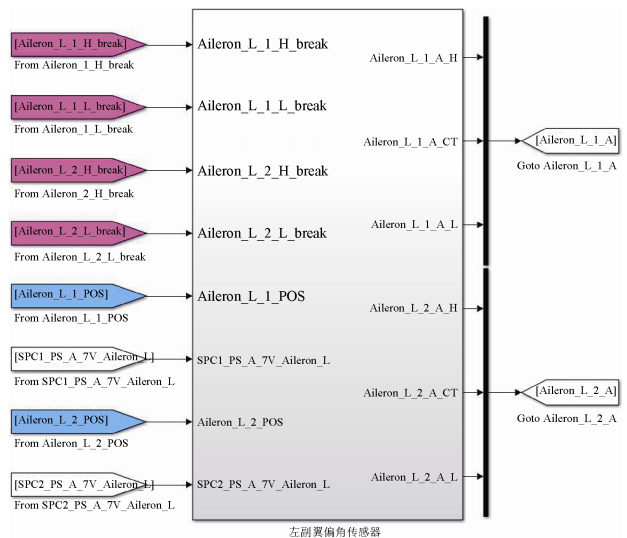 [Aileron_L_1_H_break]
From Aileron_1_H_break
[Aileron_L_1_L_break]
From Aileron_1_L_break
[Aileron_L_2_H_break]
From Aileron_2_H_break
[Aileron_L_2_L_break]
From Aileron_L_2_L_break
[Aileron_L_1_POS]
From Aileron_L_1_POS
[SPC1_PS_A_7V_Aileron_L]
From SPC1_PS_A_7V_Aileron_L
[Aileron_L_2_POS]
From Aileron_L_2_POS
[SPC2_PS_A_7V_Aileron_L]
From SPC2_PS_A_7V_Aileron_L
Aileron_L_1_H_break
Aileron_L_1_L_break
Aileron_L_2_H_break
Aileron_L_2_L_break
Aileron_L_1_POS
SPC1_PS_A_7V_Aileron_L
Aileron_L_2_POS
SPC2_PS_A_7V_Aileron_L
Aileron_L_1_A_H
Aileron_L_1_A_CT
Aileron_L_1_A_L
Aileron_L_2_A_H
Aileron_L_2_A_CT
Aileron_L_2_A_L
[Aileron_L_1_A]
Goto Aileron_L_1_A
[Aileron_L_2_A]
Goto Aileron_L_2_A
左副翼偏角传感器